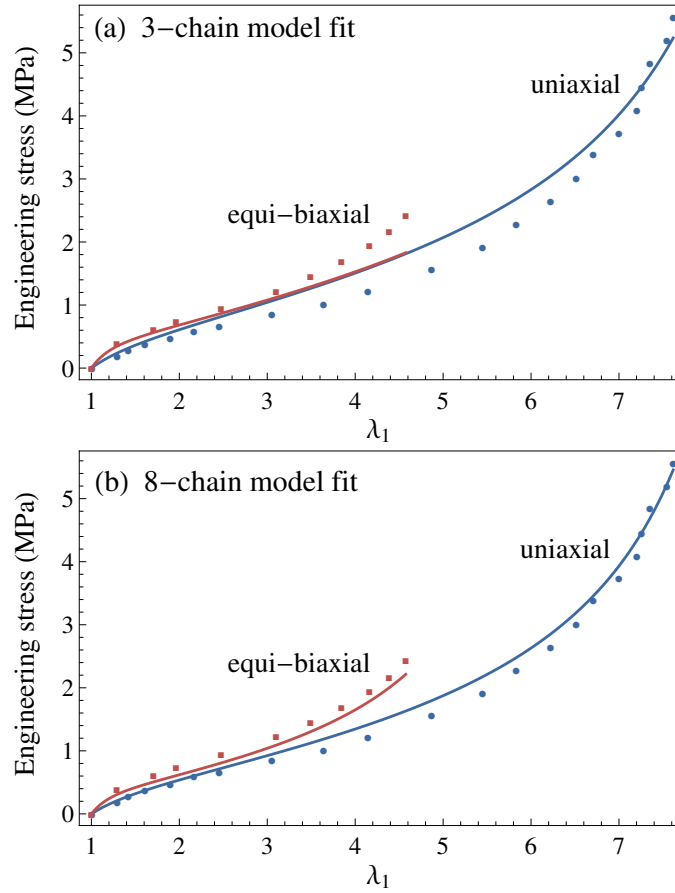 (a) 3−chain model fit
uniaxial
equi−biaxial
Engineering stress (MPa)
5
4
3
2
1
0
1 2 3 4 5 6 7
λ₁
(b) 8−chain model fit
uniaxial
equi−biaxial
Engineering stress (MPa)
5
4
3
2
1
0
1 2 3 4 5 6 7
λ₁